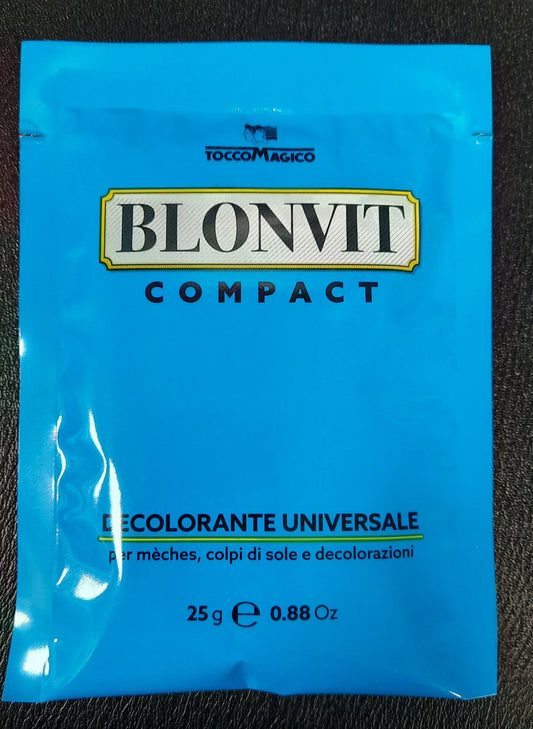 TOCCOMAGICO
BLONVIT
COMPACT
DECOLORANTE UNIVERSALE
per mèches, colpi di sole e decolorazioni
25 g ℮ 0.88 Oz